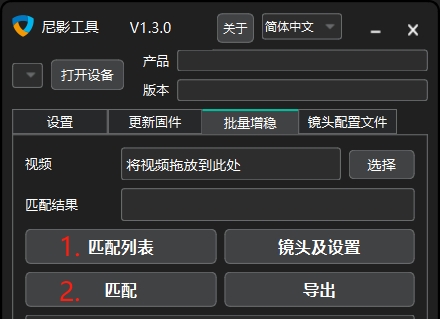 尼影工具 V1.3.0 关于 简体中文
打开设备 产品
版本
设置 更新固件 批量增稳 镜头配置文件
视频 将视频拖放到此处 选择
匹配结果
1. 匹配列表 镜头及设置
2. 匹配 导出